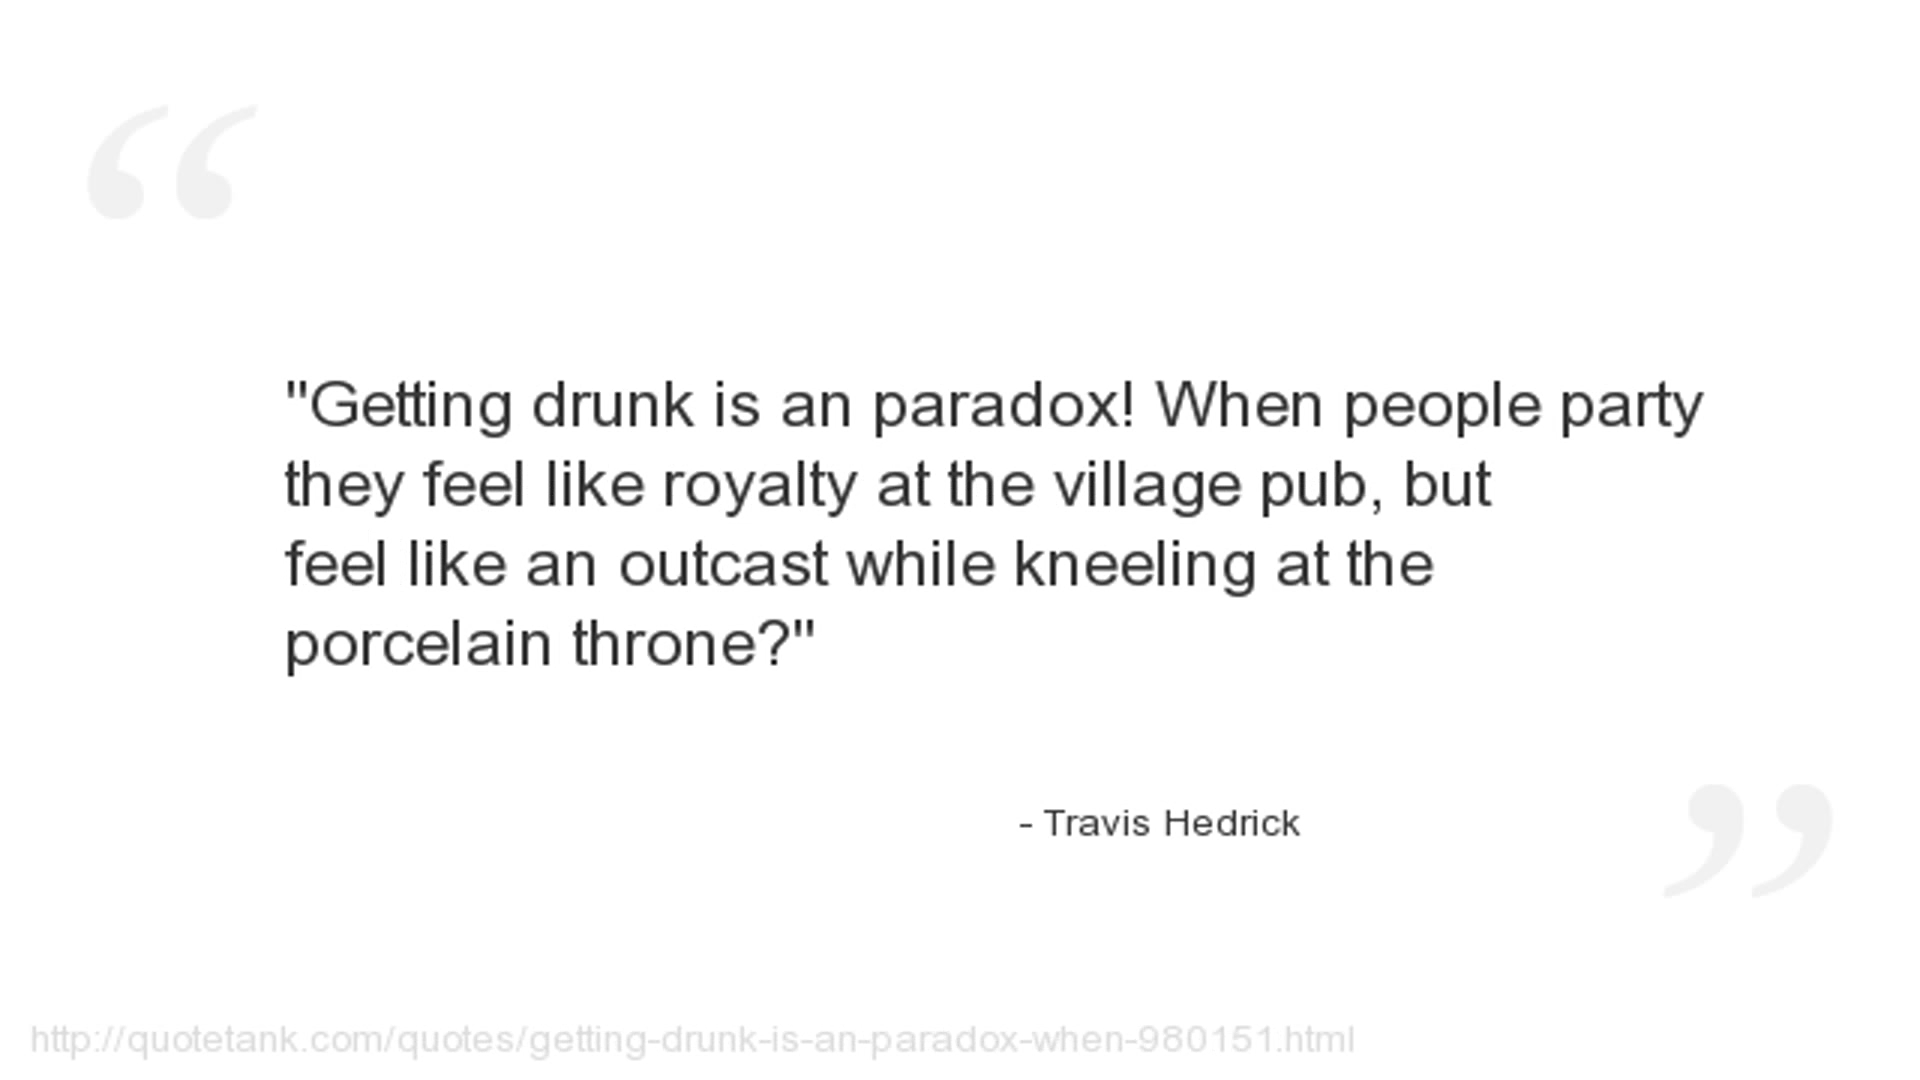 "Getting drunk is an paradox! When people party
they feel like royalty at the village pub, but
feel like an outcast while kneeling at the
porcelain throne?"
- Travis Hedrick
http://quotetank.com/quotes/getting-drunk-is-an-paradox-when-980151.html